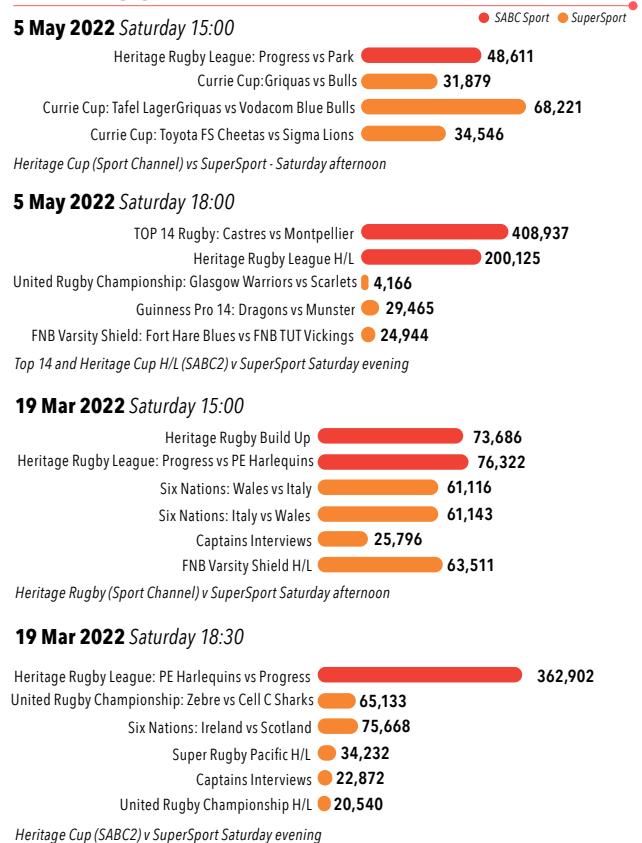 SABC Sport SuperSport
5 May 2022 Saturday 15:00
Heritage Rugby League: Progress vs Park 48,611
Currie Cup:Griquas vs Bulls 31,879
Currie Cup: Tafel LagerGriquas vs Vodacom Blue Bulls 68,221
Currie Cup: Toyota FS Cheetas vs Sigma Lions 34,546
Heritage Cup (Sport Channel) vs SuperSport - Saturday afternoon
5 May 2022 Saturday 18:00
TOP 14 Rugby: Castres vs Montpellier 408,937
Heritage Rugby League H/L 200,125
United Rugby Championship: Glasgow Warriors vs Scarlets 4,166
Guinness Pro 14: Dragons vs Munster 29,465
FNB Varsity Shield: Fort Hare Blues vs FNB TUT Vickings 24,944
Top 14 and Heritage Cup H/L (SABC2) v SuperSport Saturday evening
19 Mar 2022 Saturday 15:00
Heritage Rugby Build Up 73,686
Heritage Rugby League: Progress vs PE Harlequins 76,322
Six Nations: Wales vs Italy 61,116
Six Nations: Italy vs Wales 61,143
Captains Interviews 25,796
FNB Varsity Shield H/L 63,511
Heritage Rugby (Sport Channel) v SuperSport Saturday afternoon
19 Mar 2022 Saturday 18:30
Heritage Rugby League: PE Harlequins vs Progress 362,902
United Rugby Championship: Zebre vs Cell C Sharks 65,133
Six Nations: Ireland vs Scotland 75,668
Super Rugby Pacific H/L 34,232
Captains Interviews 22,872
United Rugby Championship H/L 20,540
Heritage Cup (SABC2) v SuperSport Saturday evening